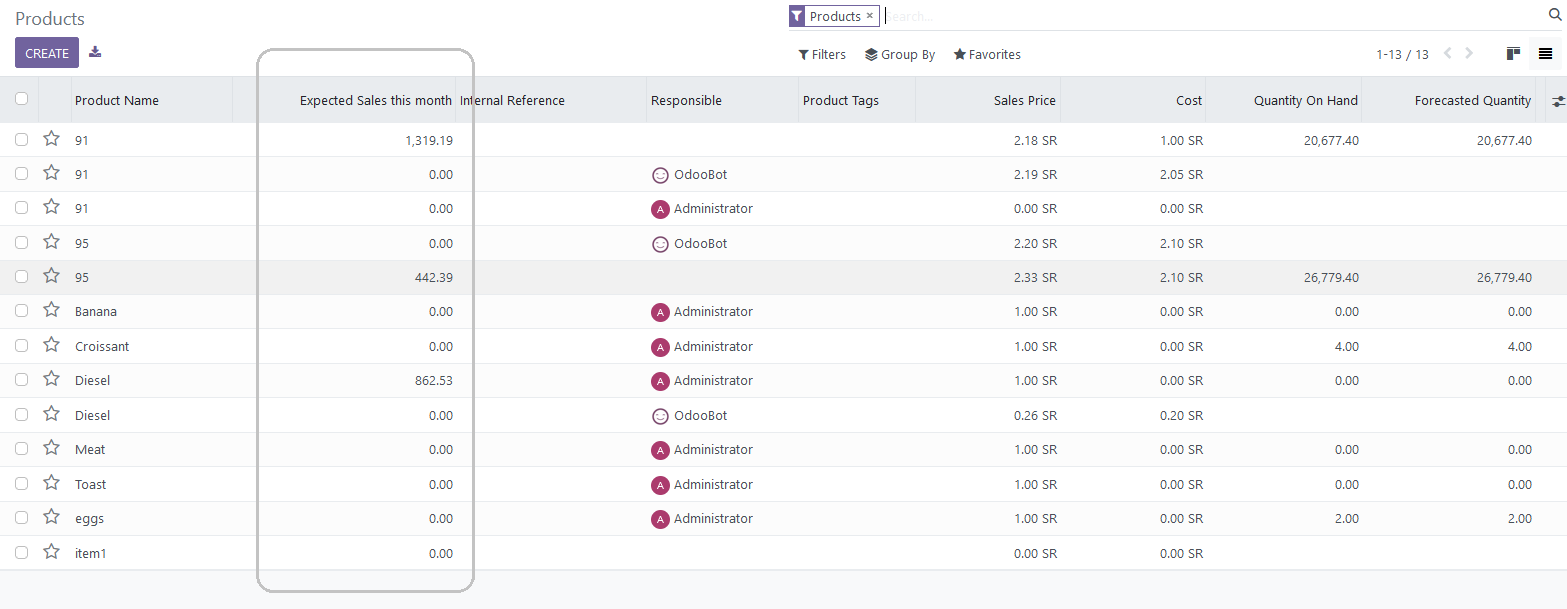 Products
Products ×
Search...
CREATE
Filters Group By Favorites
1-13 / 13
Product Name Expected Sales this month Internal Reference Responsible Product Tags Sales Price Cost Quantity On Hand Forecasted Quantity
91 1,319.19 2.18 SR 1.00 SR 20,677.40 20,677.40
91 0.00 OdooBot 2.19 SR 2.05 SR
91 0.00 A Administrator 0.00 SR 0.00 SR
95 0.00 OdooBot 2.20 SR 2.10 SR
95 442.39 2.33 SR 2.10 SR 26,779.40 26,779.40
Banana 0.00 A Administrator 1.00 SR 0.00 SR 0.00 0.00
Croissant 0.00 A Administrator 1.00 SR 0.00 SR 4.00 4.00
Diesel 862.53 A Administrator 1.00 SR 0.00 SR 0.00 0.00
Diesel 0.00 OdooBot 0.26 SR 0.20 SR
Meat 0.00 A Administrator 1.00 SR 0.00 SR 0.00 0.00
Toast 0.00 A Administrator 1.00 SR 0.00 SR 0.00 0.00
eggs 0.00 A Administrator 1.00 SR 0.00 SR 2.00 2.00
item1 0.00 0.00 SR 0.00 SR